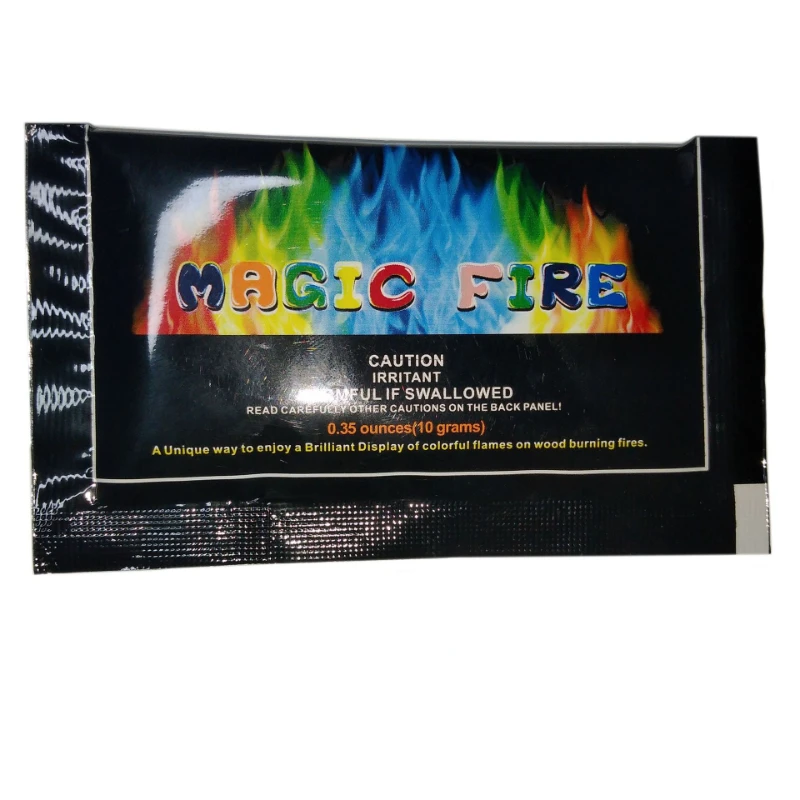 MAGIC FIRE
CAUTION
IRRITANT
MFUL IF SWALLOWED
READ CAREFULLY OTHER CAUTIONS ON THE BACK PANEL!
0.35 ounces(10 grams)
A Unique way to enjoy a Brilliant Display of colorful flames on wood burning fires.